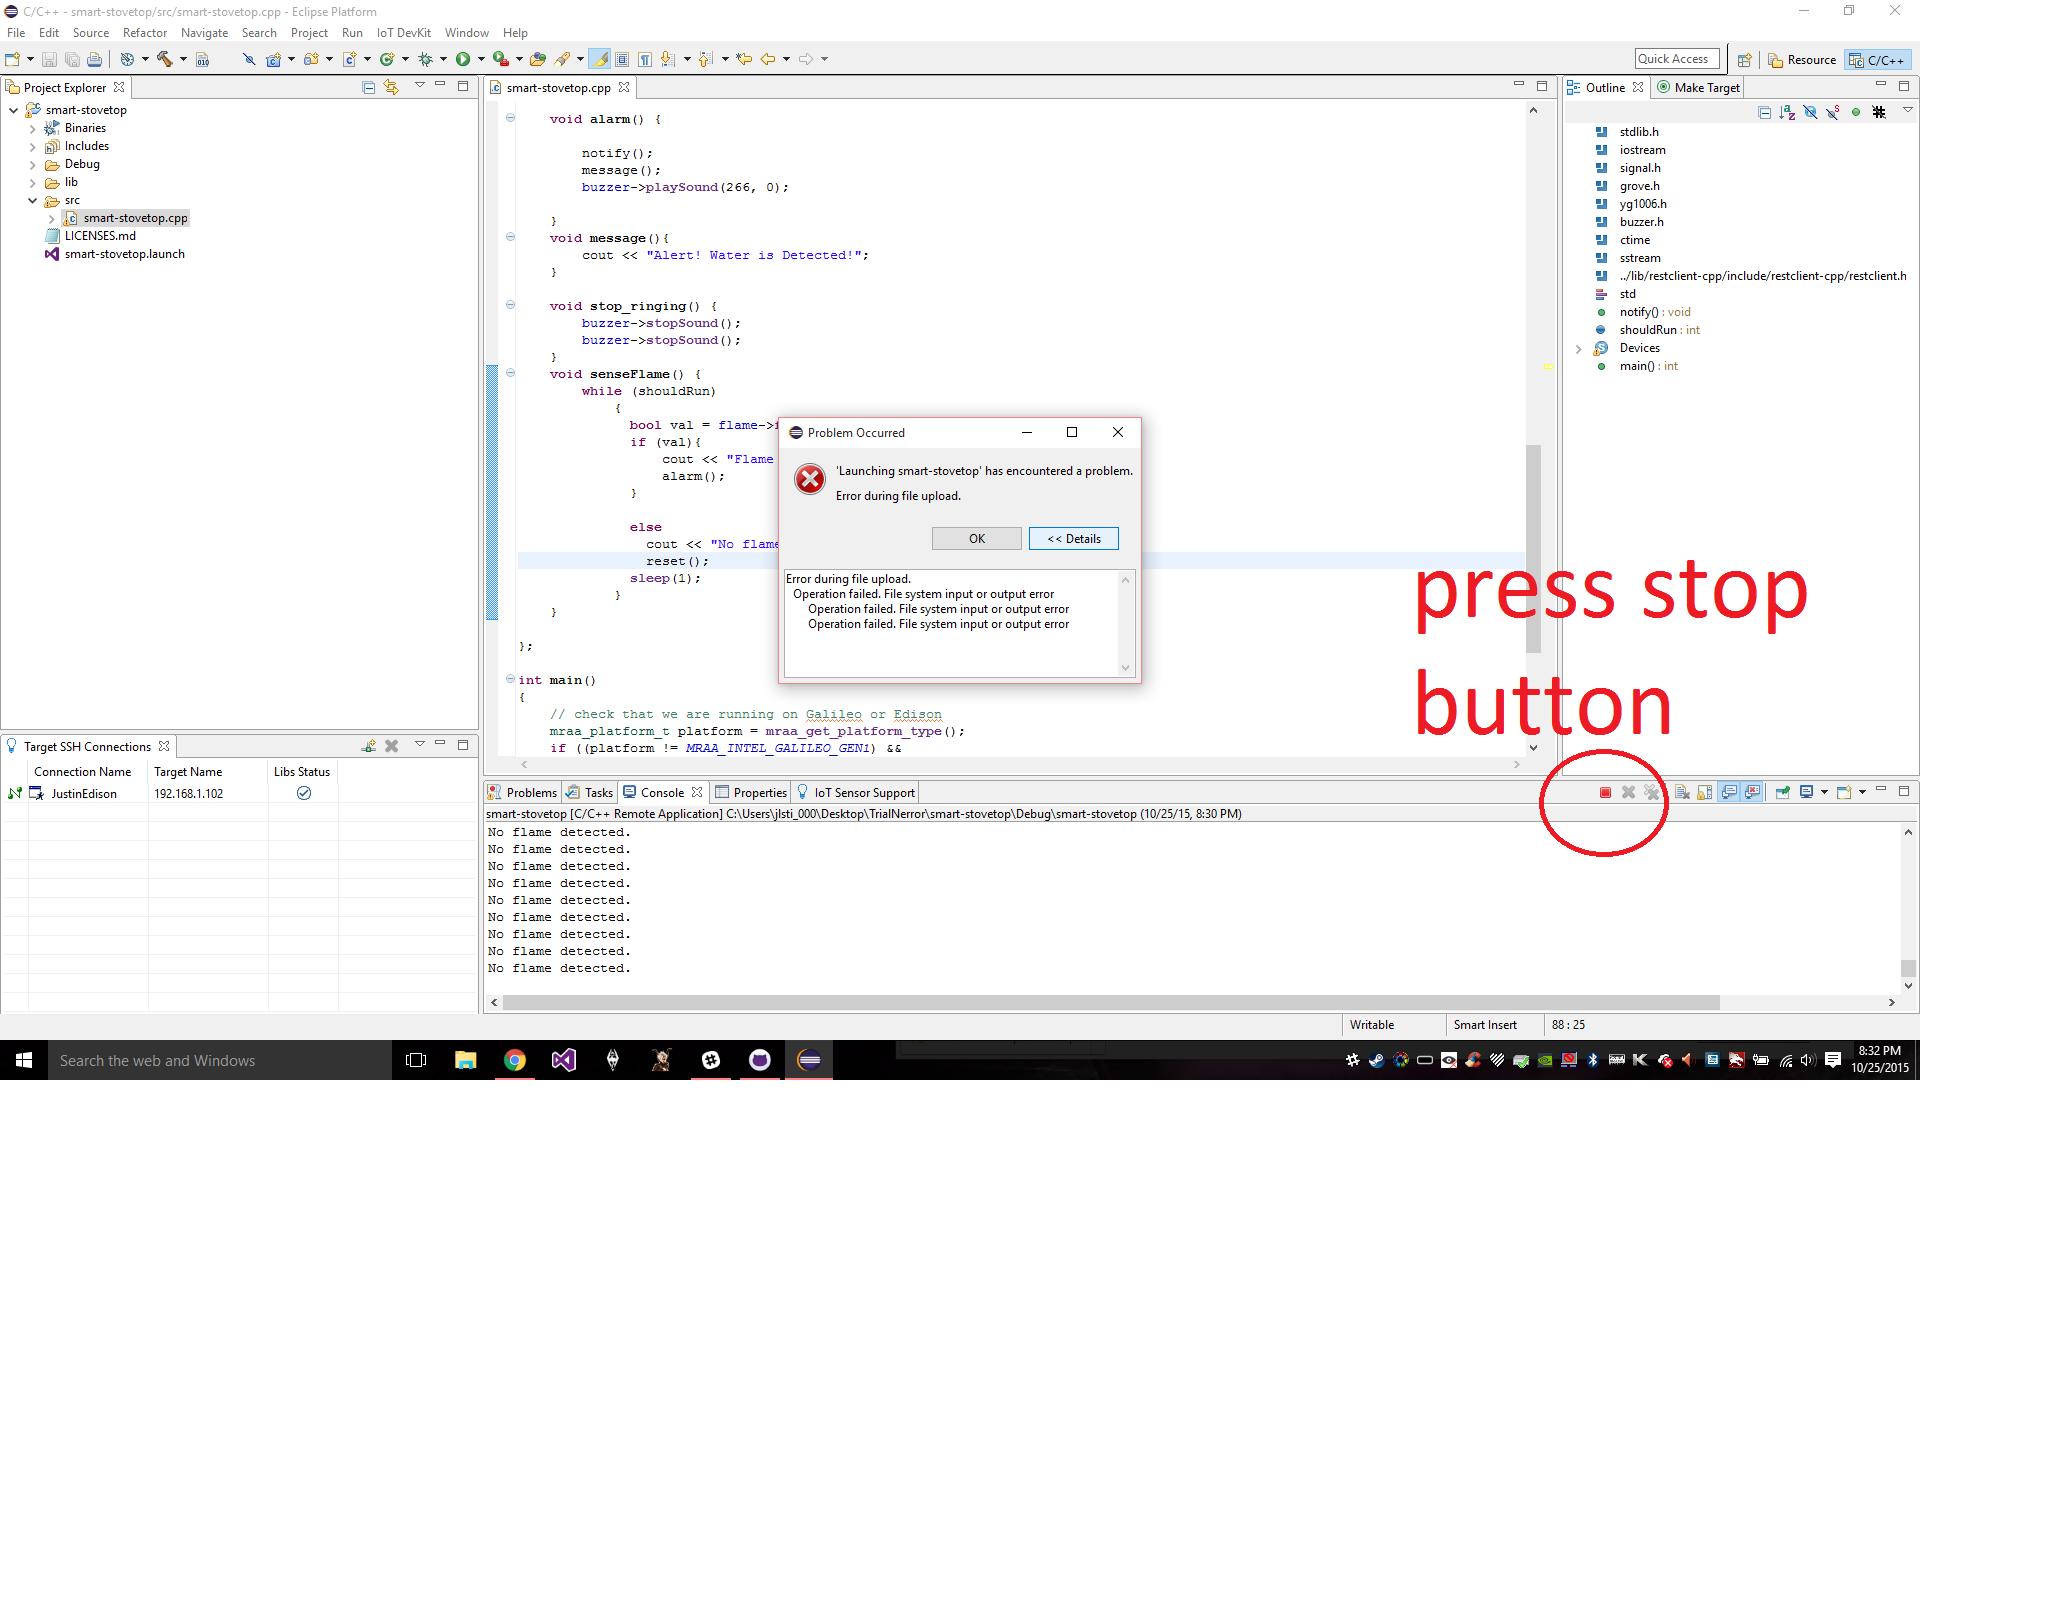 C/C++ - smart-stovetop/src/smart-stovetop.cpp - Eclipse Platform
File Edit Source Refactor Navigate Search Project Run IoT DevKit Window Help
Quick Access
Resource
C/C++
Project Explorer
smart-stovetop
Binaries
Includes
Debug
lib
src
smart-stovetop.cpp
LICENSES.md
smart-stovetop.launch
smart-stovetop.cpp
void alarm() {
notify();
message();
buzzer->playSound(266, 0);
}
void message(){
cout << "Alert! Water is Detected!";
}
void stop_ringing() {
buzzer->stopSound();
buzzer->stopSound();
}
void senseFlame() {
while (shouldRun)
{
bool val = flame->
if (val){
cout << "Flame
alarm();
}
else
cout << "No flame
reset();
sleep(1);
}
}
};
int main()
{
// check that we are running on Galileo or Edison
mraa_platform_t platform = mraa_get_platform_type();
if ((platform != MRAA_INTEL_GALILEO_GEN1) &&
Problem Occurred
'Launching smart-stovetop' has encountered a problem.
Error during file upload.
OK
<< Details
Error during file upload.
Operation failed. File system input or output error
Operation failed. File system input or output error
Operation failed. File system input or output error
Outline
Make Target
stdlib.h
iostream
signal.h
grove.h
yg1006.h
buzzer.h
ctime
sstream
../lib/restclient-cpp/include/restclient-cpp/restclient.h
std
notify() : void
shouldRun : int
Devices
main() : int
press stop
button
Target SSH Connections
Connection Name Target Name Libs Status
JustinEdison 192.168.1.102
Problems Tasks Console Properties IoT Sensor Support
smart-stovetop [C/C++ Remote Application] C:\Users\jlsti_000\Desktop\TrialNerror\smart-stovetop\Debug\smart-stovetop (10/25/15, 8:30 PM)
No flame detected.
No flame detected.
No flame detected.
No flame detected.
No flame detected.
No flame detected.
No flame detected.
No flame detected.
No flame detected.
Writable Smart Insert 88 : 25
Search the web and Windows
8:32 PM
10/25/2015